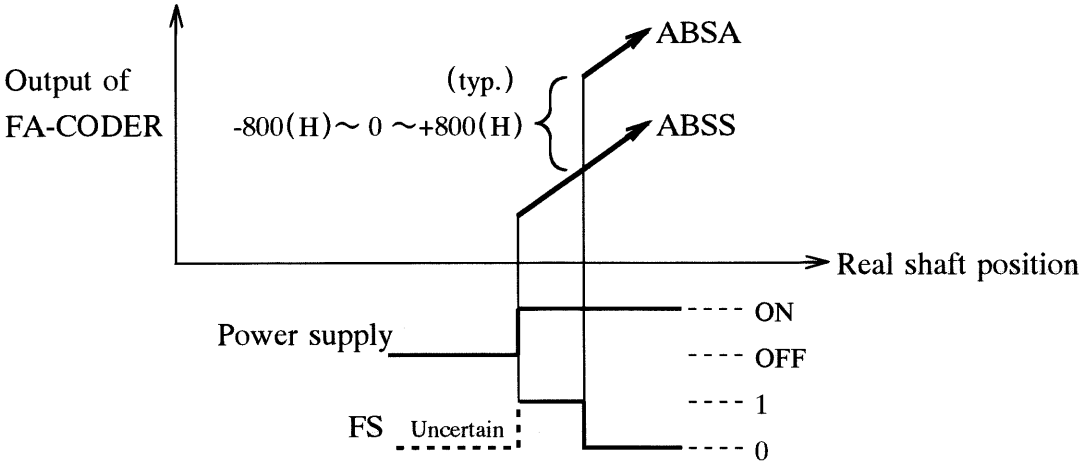 ABSA
Output of
FA-CODER
(typ.)
-800(H)～ 0 ～+800(H)
ABSS
Real shaft position
Power supply
ON
OFF
1
FS
Uncertain
0